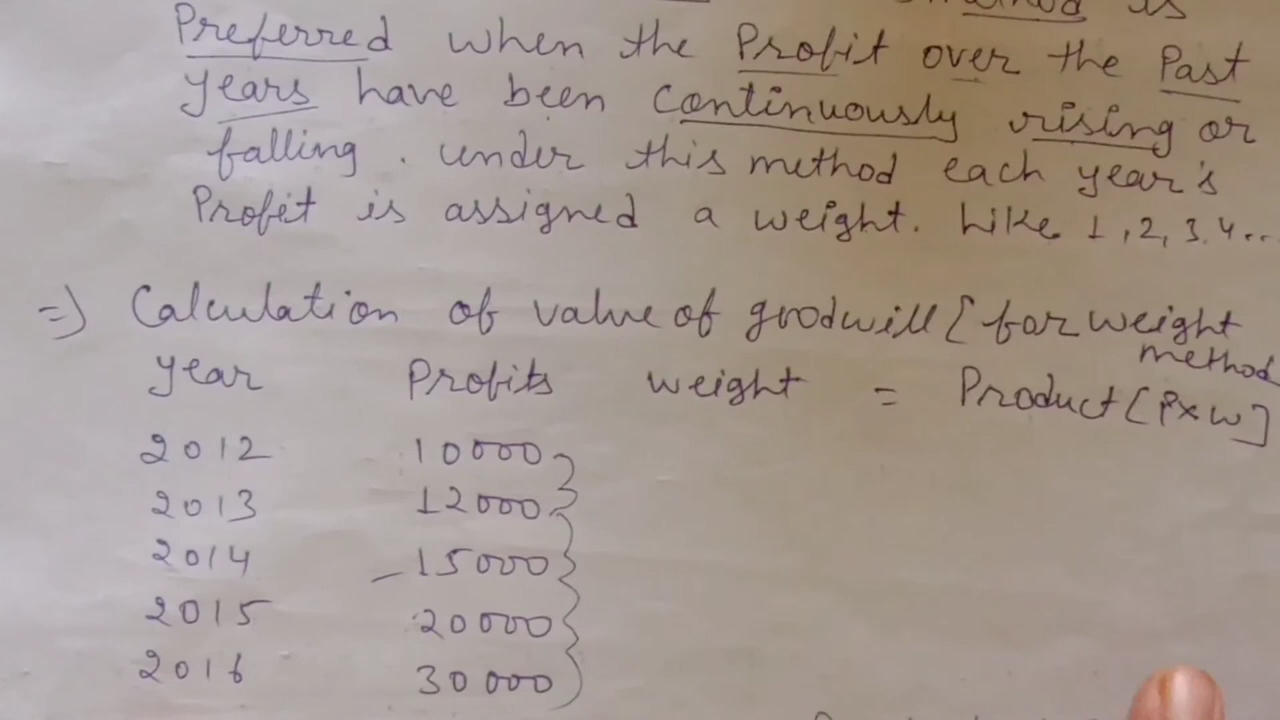 method is
Preferred when the Profit over the Past
years have been continuously rising or
falling. under this method each year's
Profit is assigned a weight. Like 1, 2, 3, 4..
=) Calculation of value of goodwill [for weight
method
year Profits weight = Product [P×w]
2012 10000
2013 12000
2014 15000
2015 20000
2016 30000